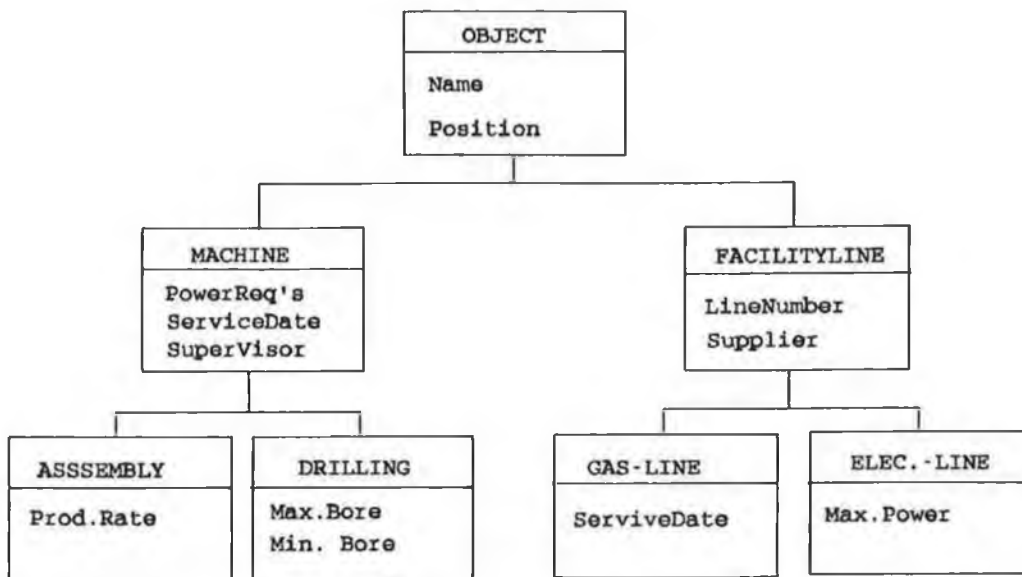 OBJECT
Name
Position
MACHINE
PowerReq's
ServiceDate
SuperVisor
FACILITYLINE
LineNumber
Supplier
ASSSEMBLY
Prod.Rate
DRILLING
Max.Bore
Min. Bore
GAS-LINE
ServiveDate
ELEC.-LINE
Max.Power